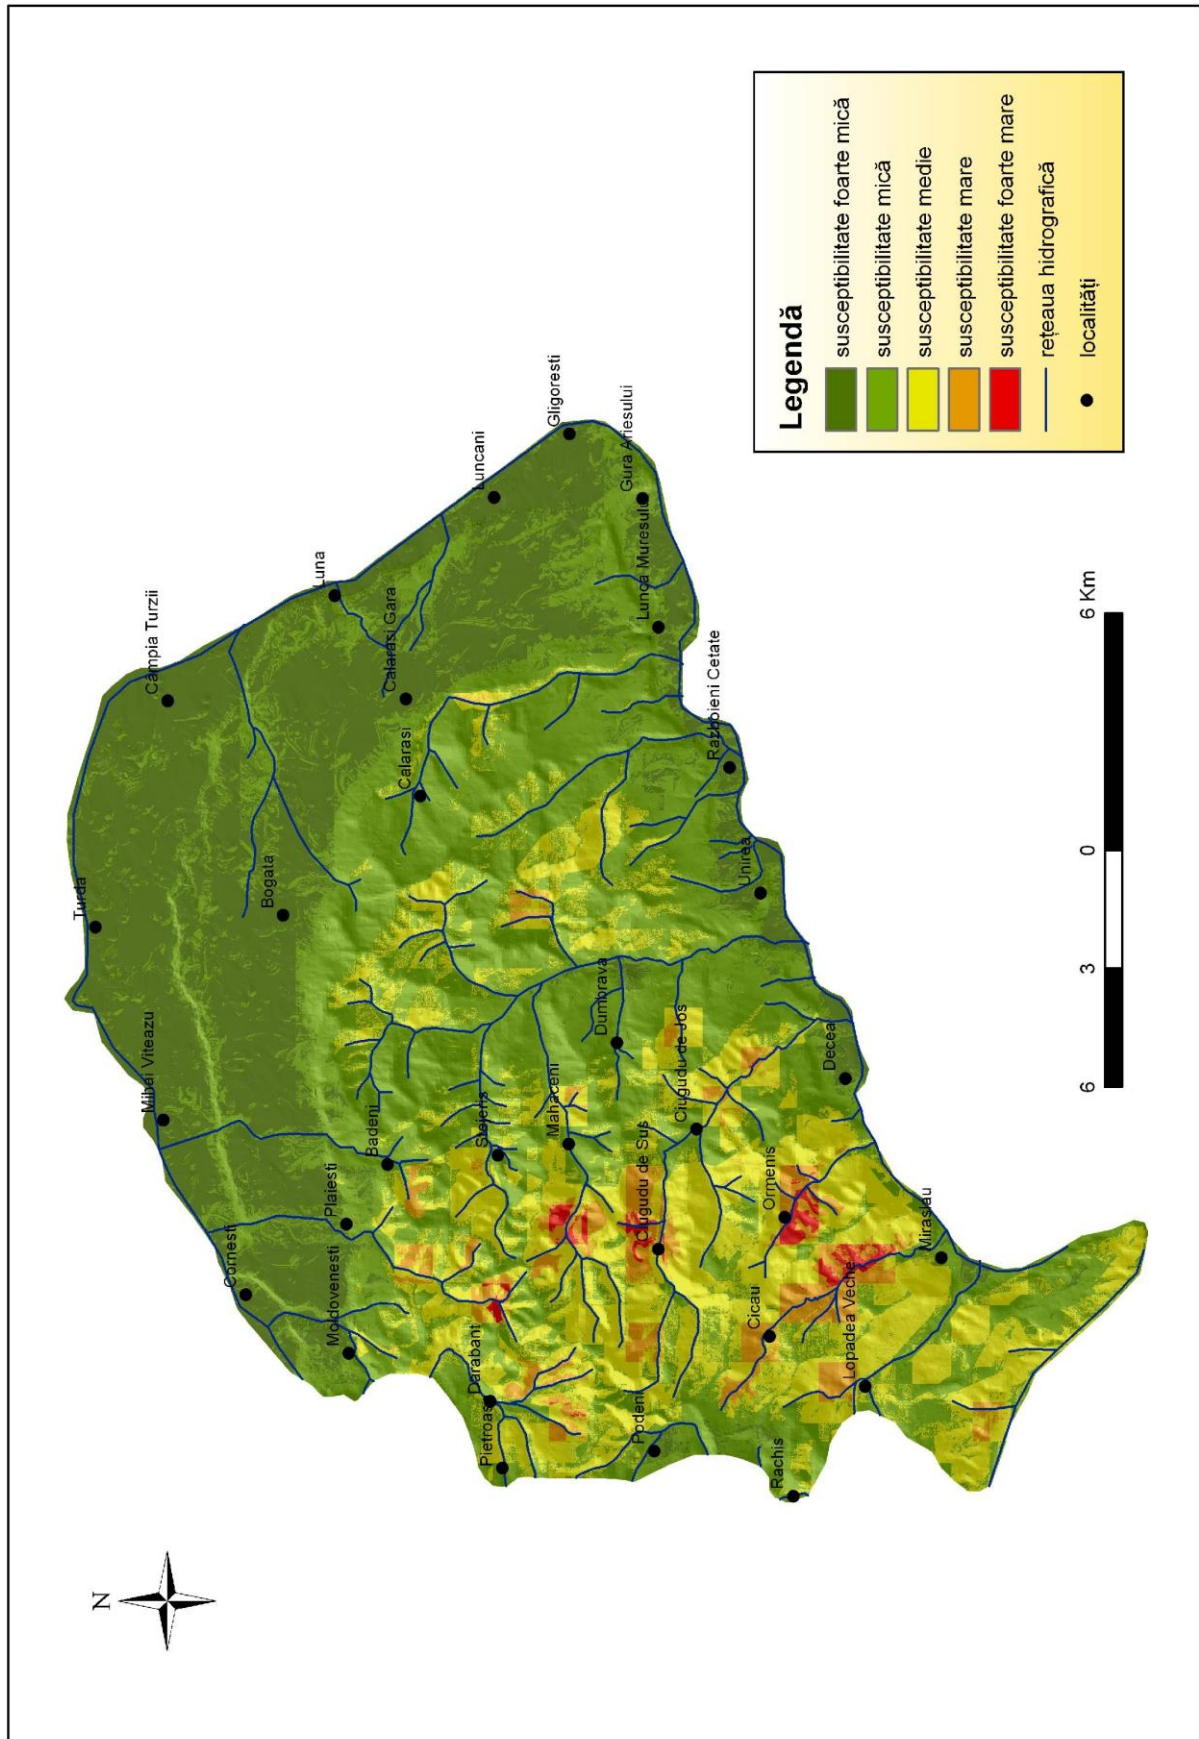 N
Turda
Mihai Viteazu
Câmpia Turzii
Cornesti
Bogata
Luna
Plaiesti
Moldovenesti
Badeni
Calarasi Gara
Calarasi
Darabant
Luncani
Stejeris
Pietroasa
Mahaceni
Gligoresti
Dumbrava
Gura Ariesului
Podeni
Ciugudu de Sus
Lunca Muresului
Ciugudu de Jos
Razboieni Cetate
Unirea
Cicau
Ormenis
Rachis
Decea
Lopadea Veche
Miraslau
Legendă
susceptibilitate foarte mică
susceptibilitate mică
susceptibilitate medie
susceptibilitate mare
susceptibilitate foarte mare
rețeaua hidrografică
localități
6 3 0 6 Km